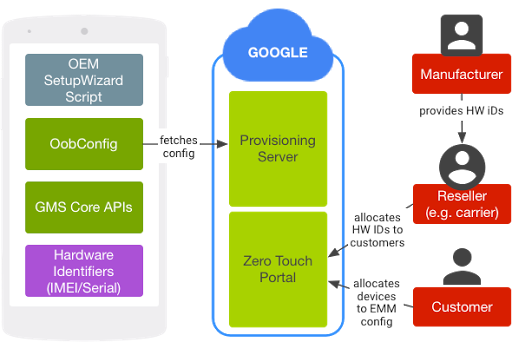 OEM
SetupWizard
Script
OobConfig
GMS Core APIs
Hardware
Identifiers
(IMEI/Serial)
fetches
config
GOOGLE
Provisioning
Server
Zero Touch
Portal
Manufacturer
provides HW iDs
Reseller
(e.g. carrier)
allocates
HW IDs to
customers
allocates
devices
to EMM
config
Customer